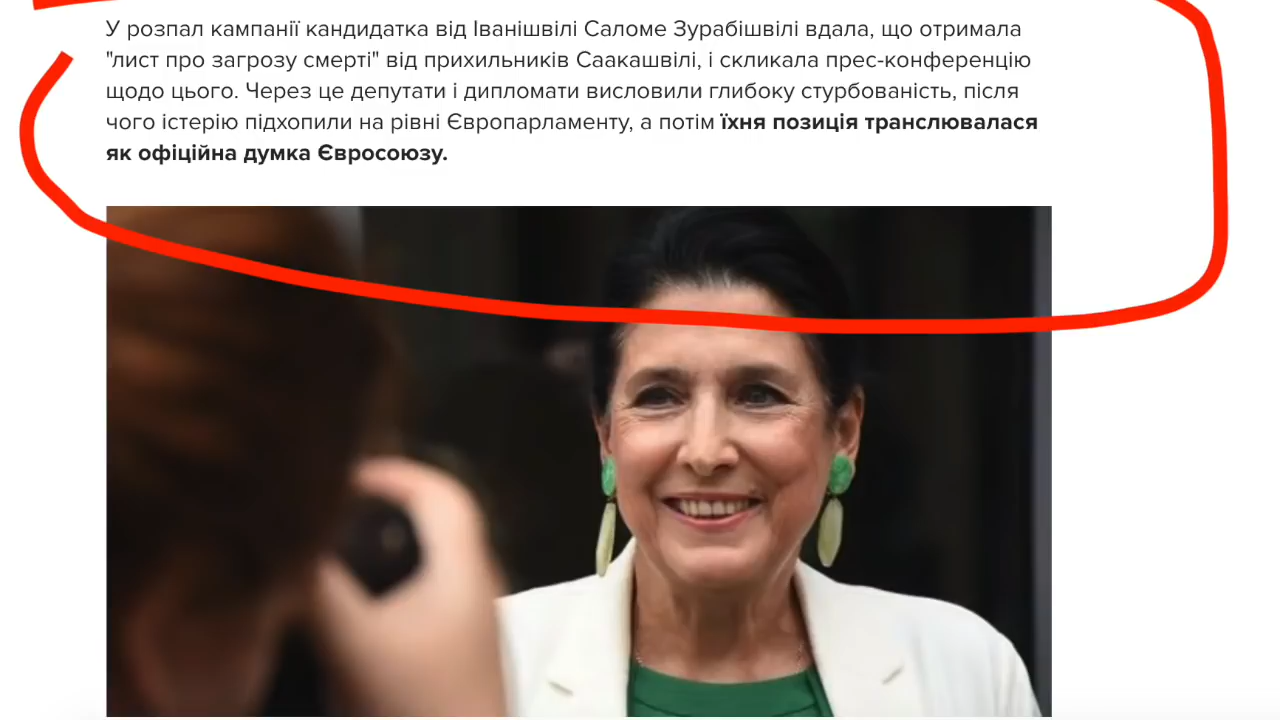 У розпал кампанії кандидатка від Іванішвілі Саломе Зурабішвілі вдала, що отримала
"лист про загрозу смерті" від прихильників Саакашвілі, і скликала прес-конференцію
щодо цього. Через це депутати і дипломати висловили глибоку стурбованість, після
чого істерію підхопили на рівні Європарламенту, а потім їхня позиція транслювалася
як офіційна думка Євросоюзу.